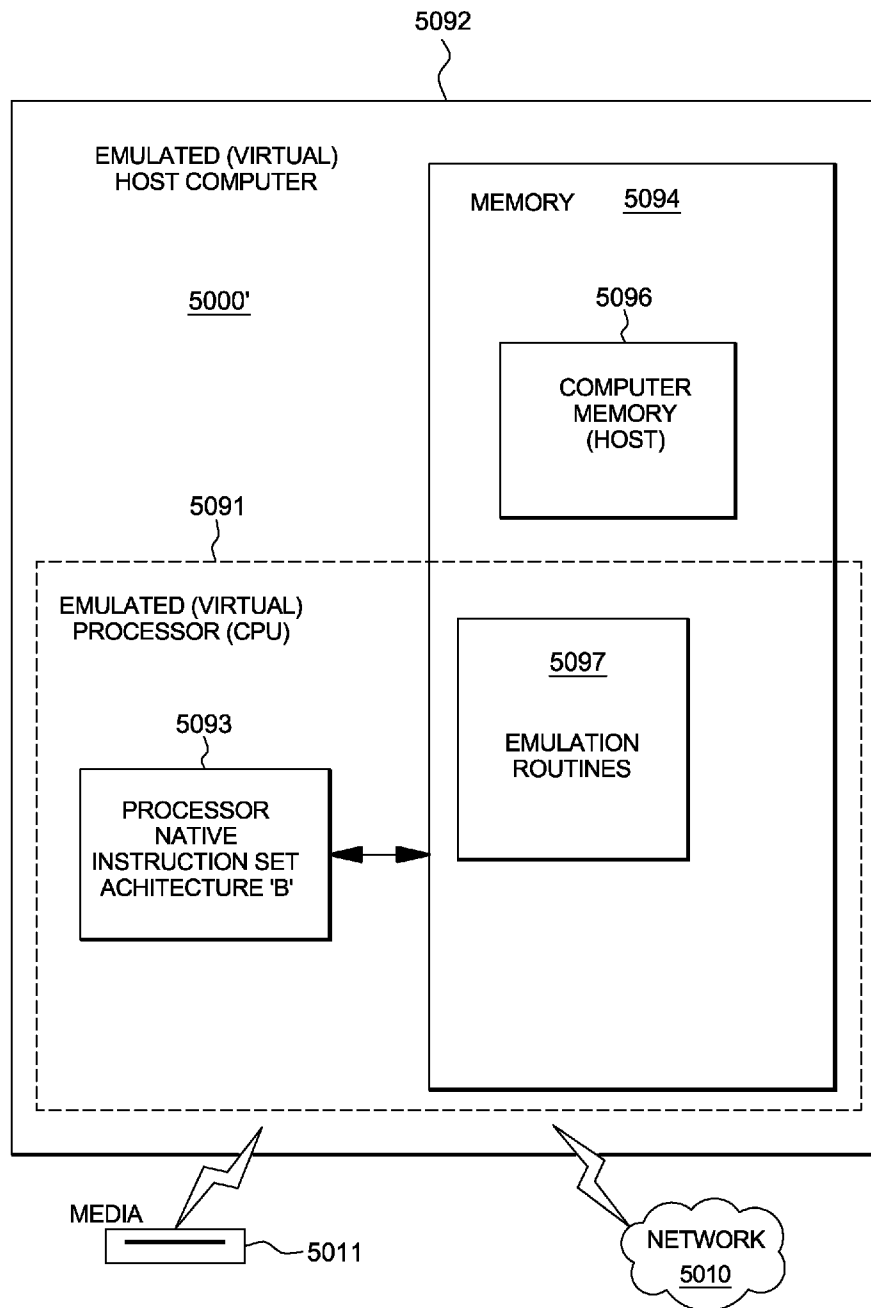 5092
EMULATED (VIRTUAL)
HOST COMPUTER
5000'
MEMORY 5094
5096
COMPUTER
MEMORY
(HOST)
5091
EMULATED (VIRTUAL)
PROCESSOR (CPU)
5093
PROCESSOR
NATIVE
INSTRUCTION SET
ACHITECTURE 'B'
5097
EMULATION
ROUTINES
MEDIA
5011
NETWORK
5010